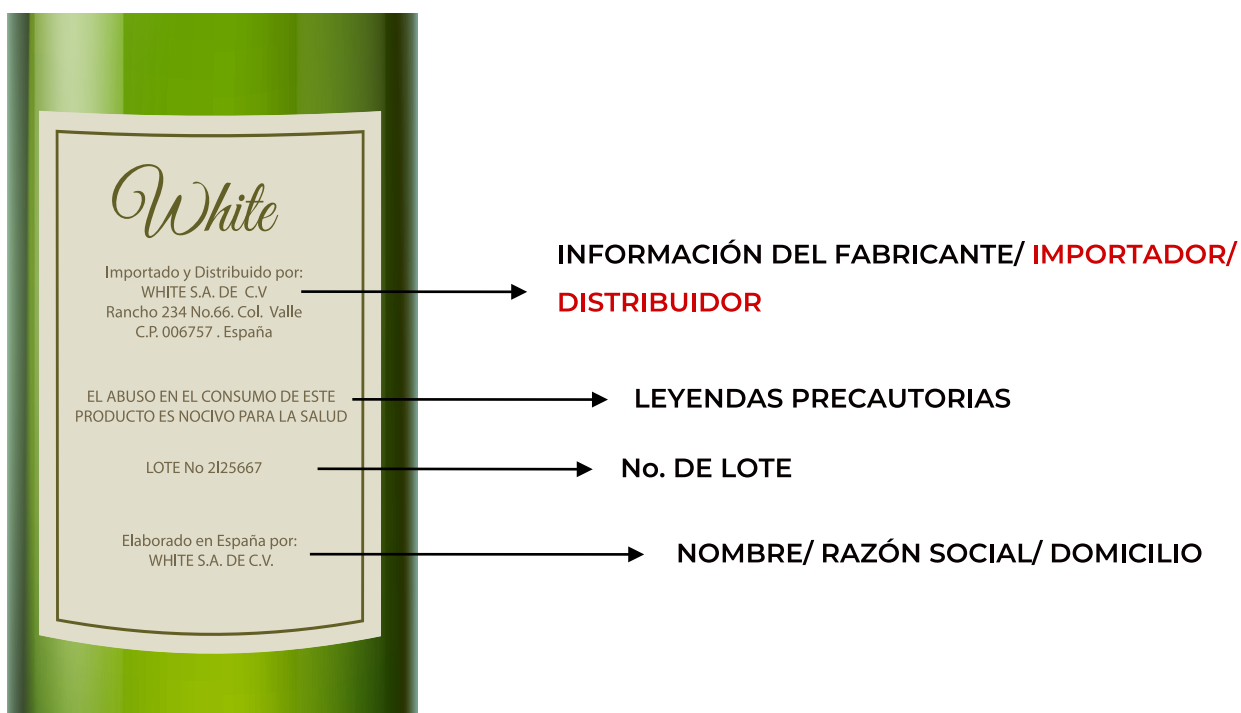 White
Importado y Distribuido por:
WHITE S.A. DE C.V
Rancho 234 No.66. Col. Valle
C.P. 006757 . España
EL ABUSO EN EL CONSUMO DE ESTE
PRODUCTO ES NOCIVO PARA LA SALUD
LOTE No 2l25667
Elaborado en España por:
WHITE S.A. DE C.V.
INFORMACIÓN DEL FABRICANTE/ IMPORTADOR/
DISTRIBUIDOR
LEYENDAS PRECAUTORIAS
No. DE LOTE
NOMBRE/ RAZÓN SOCIAL/ DOMICILIO